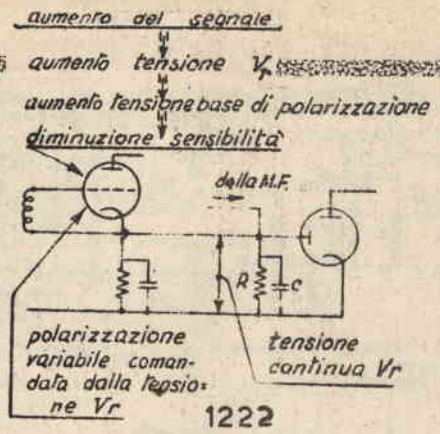 aumento del segnale
aumento tensione Vr
aumento tensione base di polarizzazione
diminuzione sensibilità
della M.F.
R
C
polarizzazione
variabile coman-
data dalla tensio=
ne Vr
tensione
continua Vr
1222